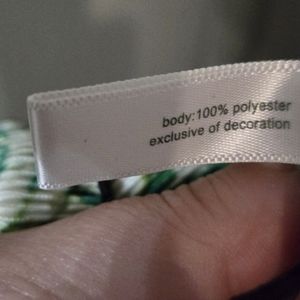 body:100% polyester
exclusive of decoration